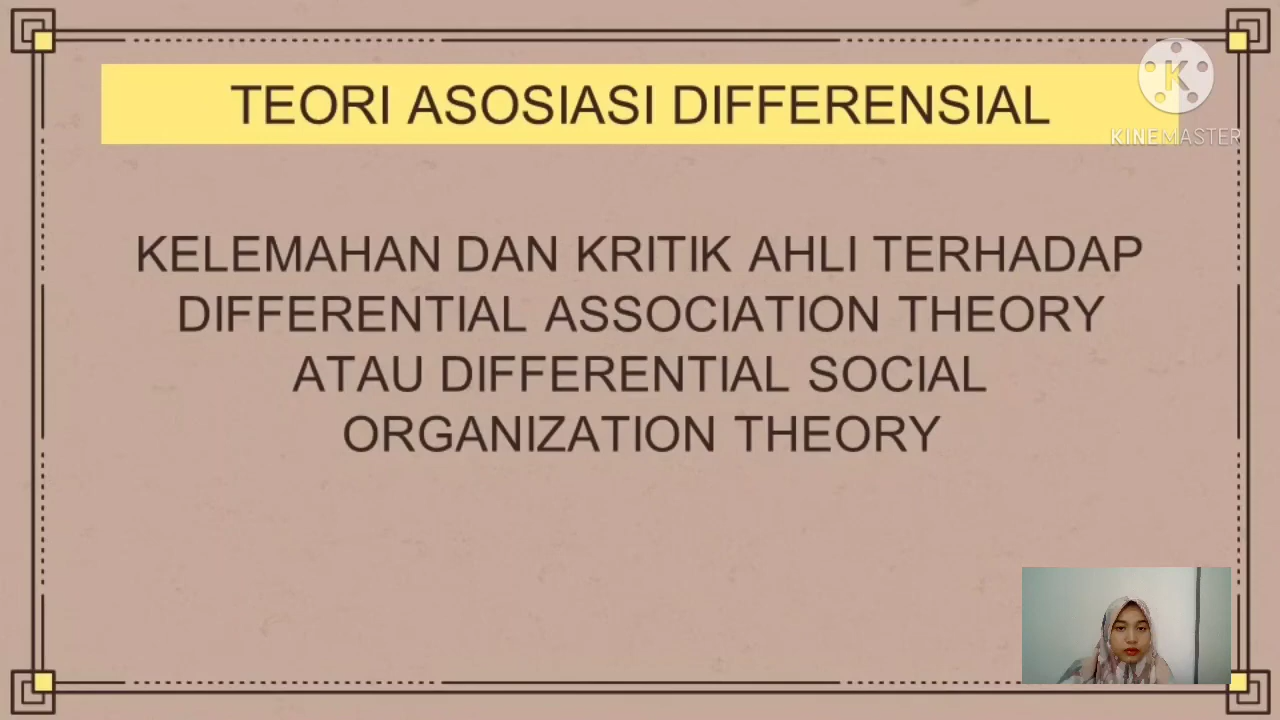 TEORI ASOSIASI DIFFERENSIAL
K
KINEMASTER
KELEMAHAN DAN KRITIK AHLI TERHADAP
DIFFERENTIAL ASSOCIATION THEORY
ATAU DIFFERENTIAL SOCIAL
ORGANIZATION THEORY